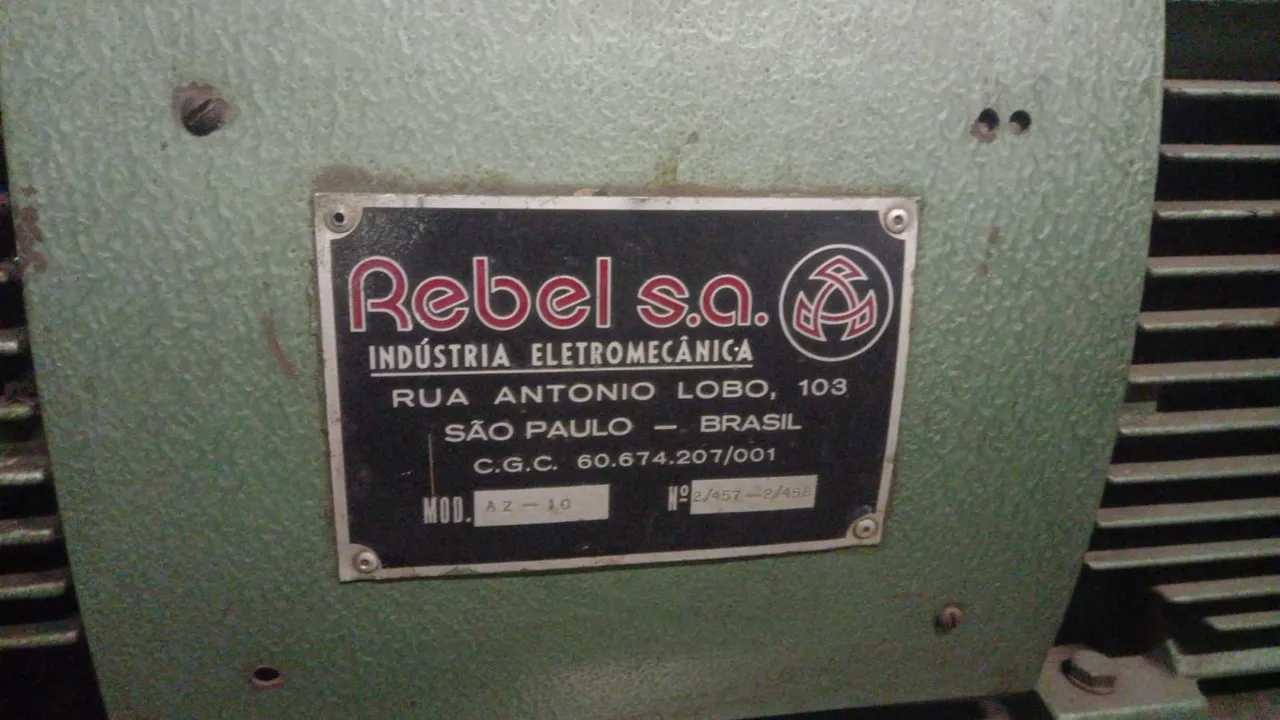 Rebel s.a.
INDÚSTRIA ELETROMECÂNICA
RUA ANTONIO LOBO, 103
SÃO PAULO — BRASIL
C.G.C. 60.674.207/001
MOD. AZ-10 Nº 2/457-2/458